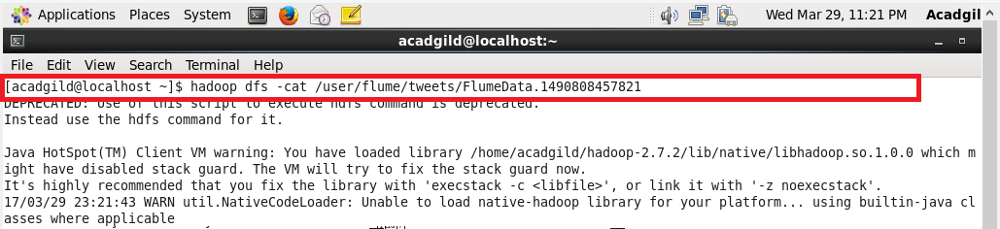 Applications Places System Wed Mar 29, 11:21 PM Acadgil
acadgild@localhost:~
File Edit View Search Terminal Help
[acadgild@localhost ~]$ hadoop dfs -cat /user/flume/tweets/FlumeData.1490808457821
DEPRECATED: Use of this script to execute hdfs command is deprecated.
Instead use the hdfs command for it.
Java HotSpot(TM) Client VM warning: You have loaded library /home/acadgild/hadoop-2.7.2/lib/native/libhadoop.so.1.0.0 which m
ight have disabled stack guard. The VM will try to fix the stack guard now.
It's highly recommended that you fix the library with 'execstack -c <libfile>', or link it with '-z noexecstack'.
17/03/29 23:21:43 WARN util.NativeCodeLoader: Unable to load native-hadoop library for your platform... using builtin-java cl
asses where applicable